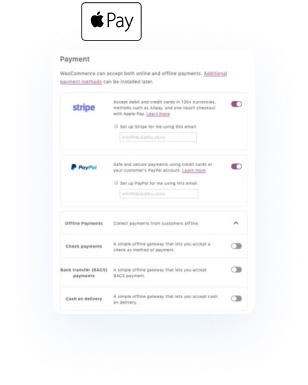 Pay
Payment
WooCommerce can accept both online and offline payments. Additional
payment methods can be installed later.
stripe
Accept debit and credit cards in 135+ currencies,
methods such as Alipay, and one-touch checkout
with Apple Pay. Learn more.
Set up Stripe for me using this email:
PayPal
Safe and secure payments using credit cards or
your customer's PayPal account. Learn more.
Set up PayPal for me using this email:
Offline Payments
Collect payments from customers offline.
Check payments
A simple offline gateway that lets you accept a
check as method of payment.
Bank transfer (BACS)
payments
A simple offline gateway that lets you accept
BACS payment.
Cash on delivery
A simple offline gateway that lets you accept cash
on delivery.